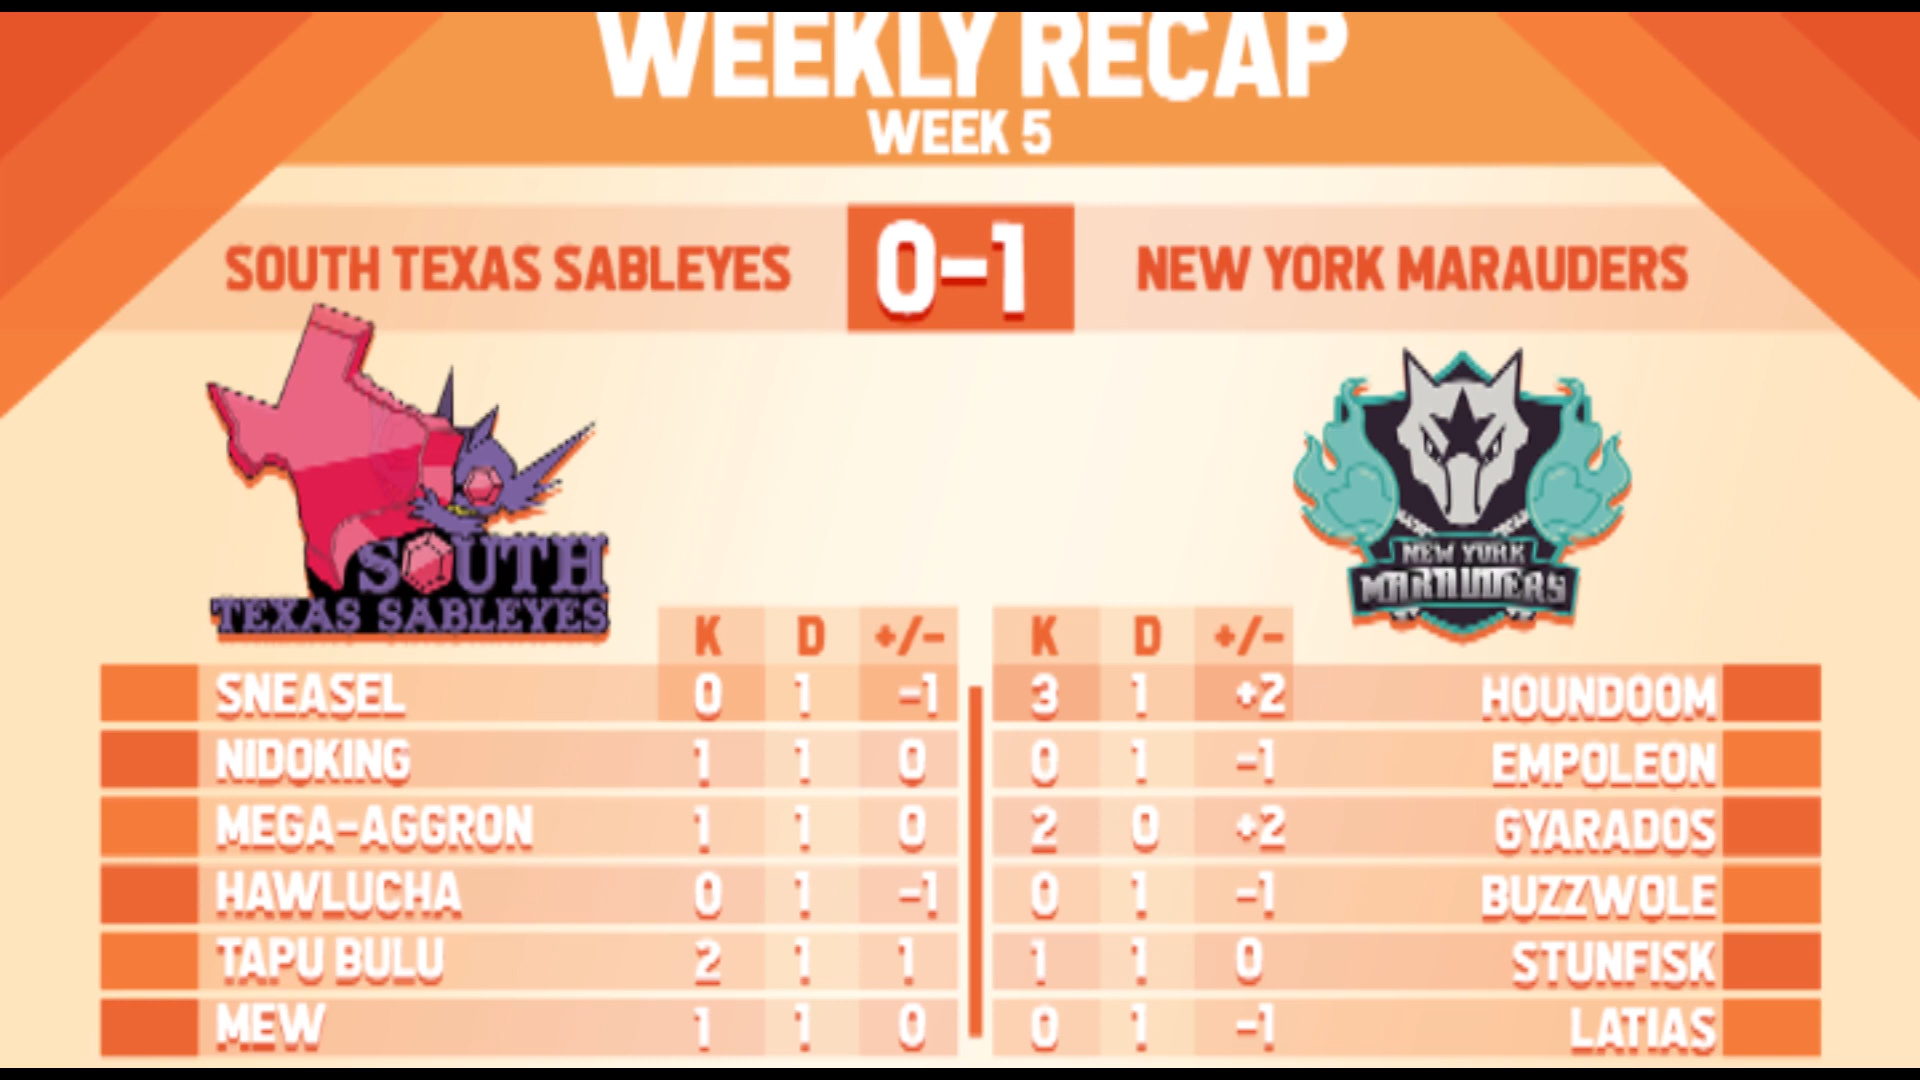 WEEKLY RECAP
WEEK 5
SOUTH TEXAS SABLEYES 0-1 NEW YORK MARAUDERS
SOUTH
TEXAS SABLEYES
NEW YORK
MARAUDERS
K D +/- K D +/-
SNEASEL 0 1 -1 3 1 +2 HOUNDOOM
NIDOKING 1 1 0 0 1 -1 EMPOLEON
MEGA-AGGRON 1 1 0 2 0 +2 GYARADOS
HAWLUCHA 0 1 -1 0 1 -1 BUZZWOLE
TAPU BULU 2 1 1 1 1 0 STUNFISK
MEW 1 1 0 0 1 -1 LATIAS